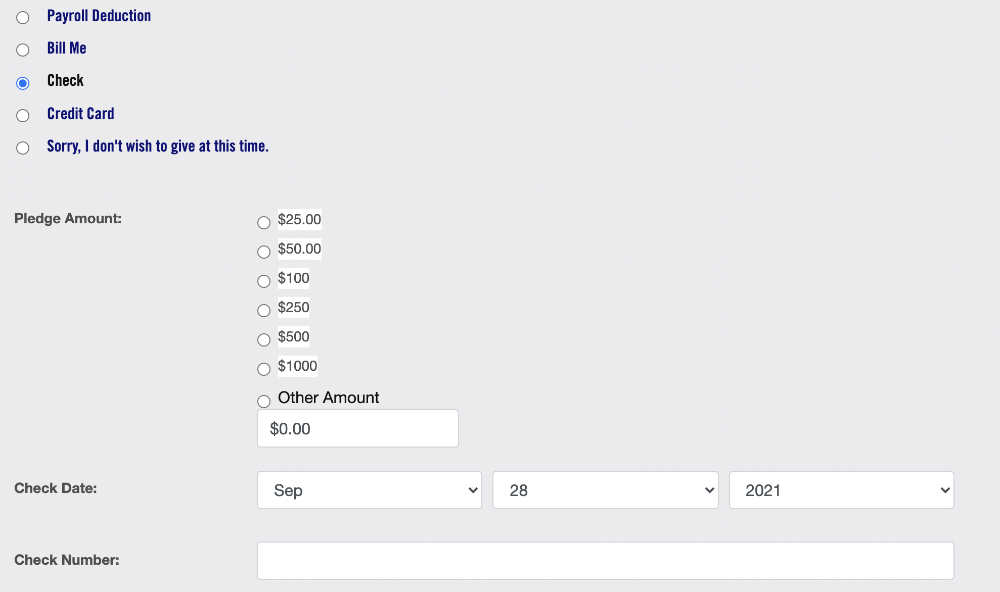 Payroll Deduction
Bill Me
Check
Credit Card
Sorry, I don't wish to give at this time.
Pledge Amount:
$25.00
$50.00
$100
$250
$500
$1000
Other Amount
$0.00
Check Date:
Sep 28 2021
Check Number: